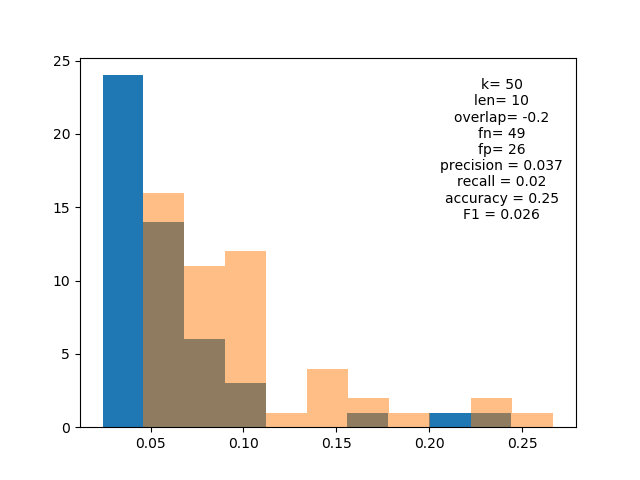 25
20
15
10
5
0
k= 50
len= 10
overlap= -0.2
fn= 49
fp= 26
precision = 0.037
recall = 0.02
accuracy = 0.25
F1 = 0.026
0.05 0.10 0.15 0.20 0.25